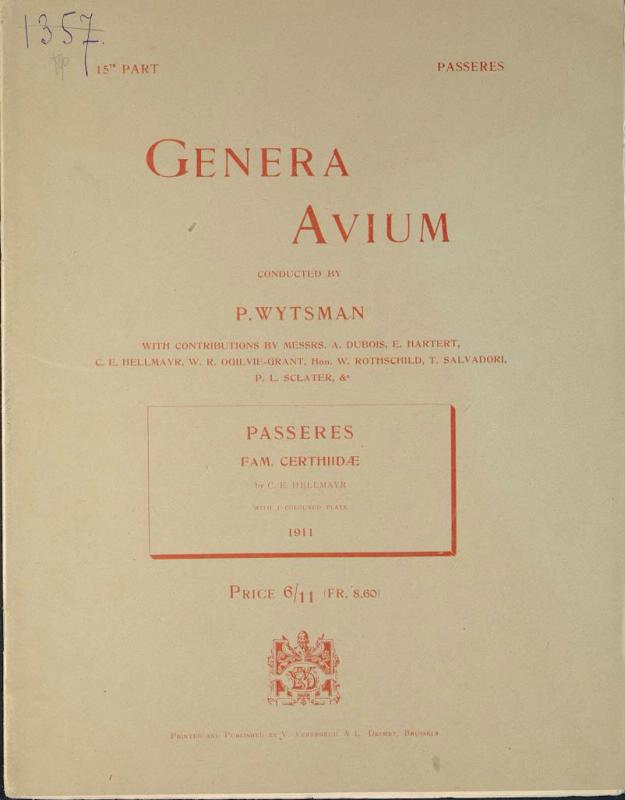 1357.
15TH PART PASSERES
GENERA
AVIUM
CONDUCTED BY
P. WYTSMAN
WITH CONTRIBUTIONS BY MESSRS. A. DUBOIS, E. HARTERT,
C. E. HELLMAYR, W. R. OGILVIE-GRANT, Hon. W. ROTHSCHILD, T. SALVADORI,
P. L. SCLATER, &ᵃ
PASSERES
FAM. CERTHIIDÆ
by C. E. HELLMAYR
WITH 1 COLOURED PLATE
1911
PRICE 6/11 (FR. 8.60)
PRINTED AND PUBLISHED BY V. & L. DESMET, BRUSSELS